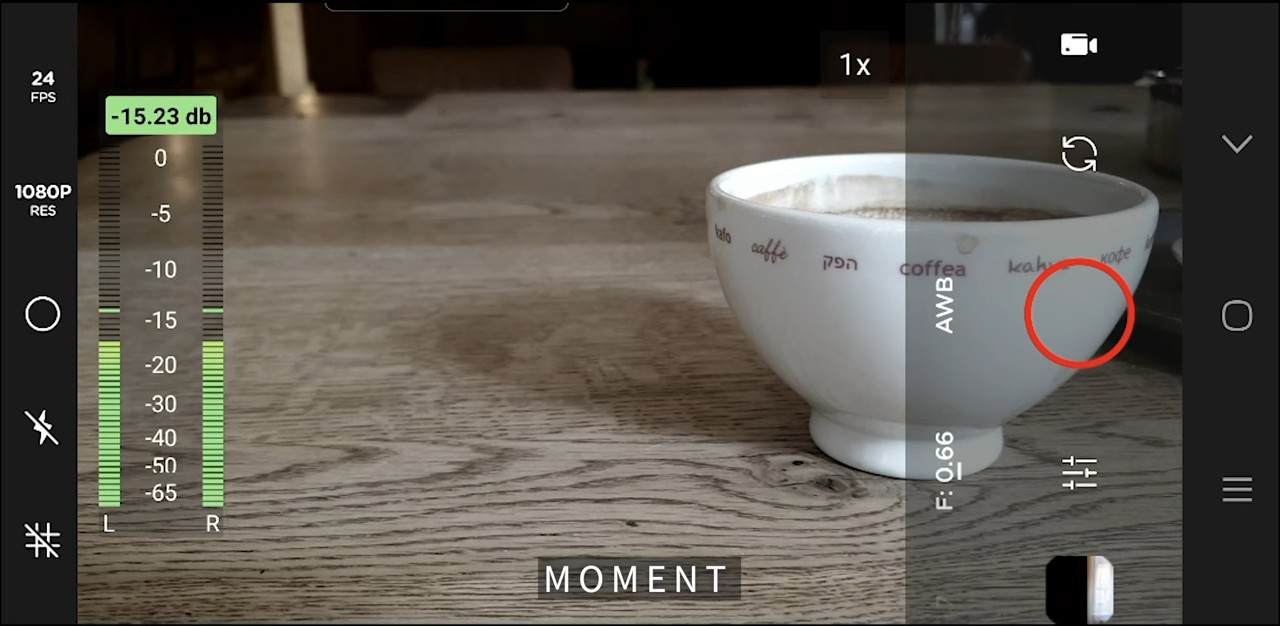 24
FPS
1080P
RES
-15.23 db
0
-5
-10
-15
-20
-30
-40
-50
-65
L R
1x
caffè
הפק
coffea
кофе
AWB
F: 0.66
MOMENT